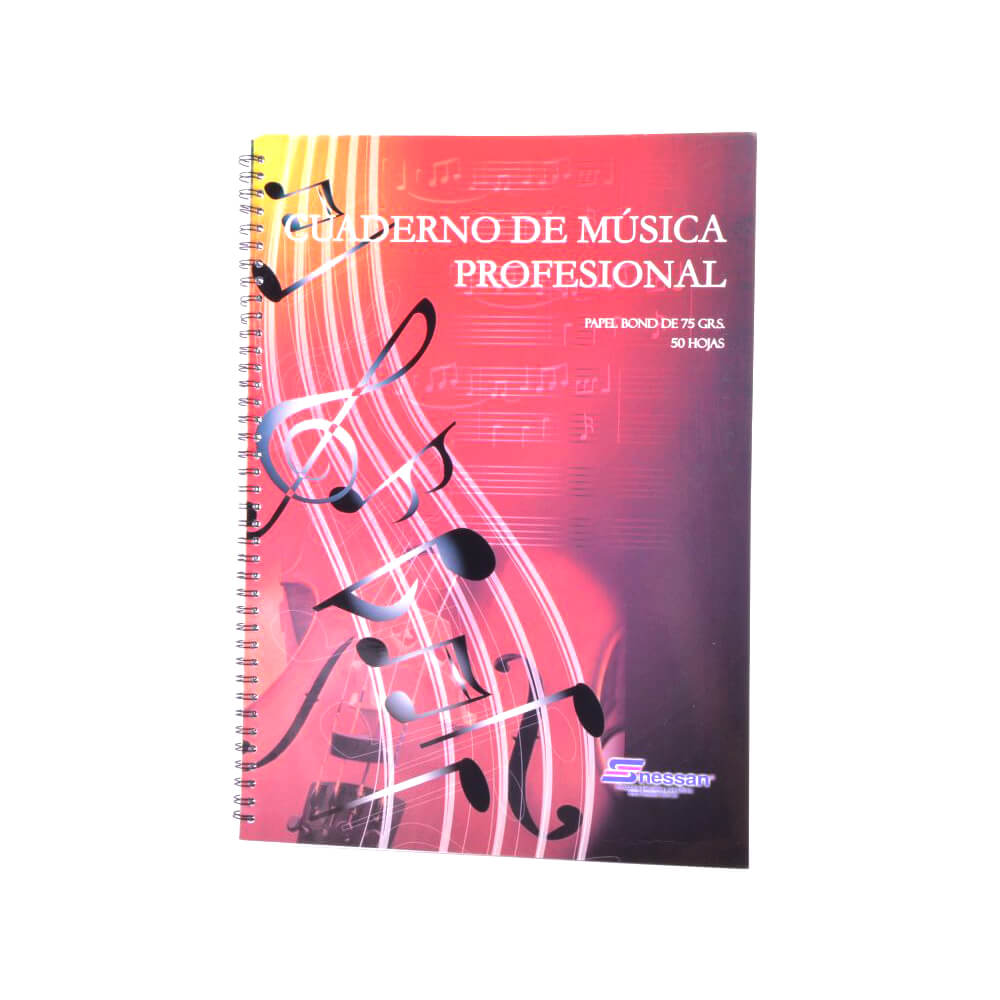 CUADERNO DE MÚSICA
PROFESIONAL
PAPEL BOND DE 75 GRS.
50 HOJAS
Snessan®